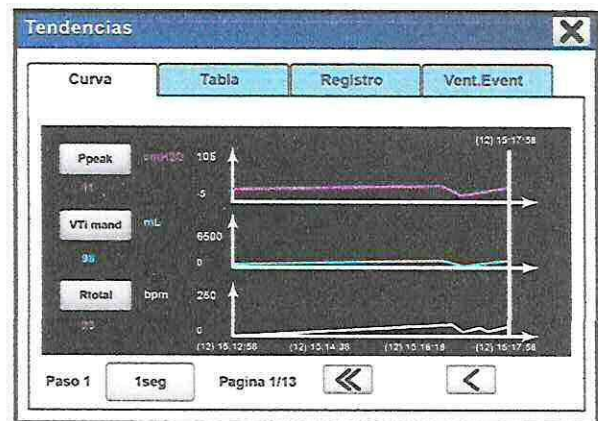 Tendencias
Curva Tabla Registro Vent.Event
(12) 15:17:58
Ppeak cmH2O 105
-5
VTi mand mL 6500
0
Rtotal bpm 250
0
(12) 15:12:58 (12) 15:14:38 (12) 15:16:18 (12) 15:17:58
Paso 1 1seg Pagina 1/13